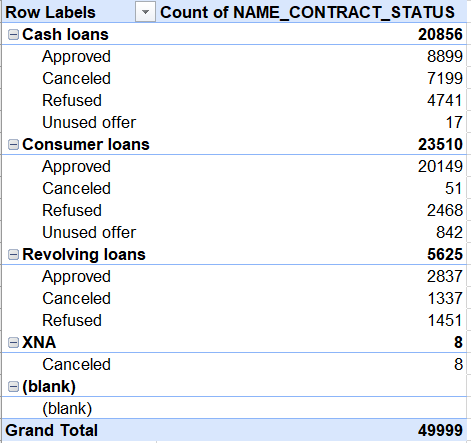 Row Labels Count of NAME_CONTRACT_STATUS
Cash loans 20856
Approved 8899
Canceled 7199
Refused 4741
Unused offer 17
Consumer loans 23510
Approved 20149
Canceled 51
Refused 2468
Unused offer 842
Revolving loans 5625
Approved 2837
Canceled 1337
Refused 1451
XNA 8
Canceled 8
(blank)
(blank)
Grand Total 49999